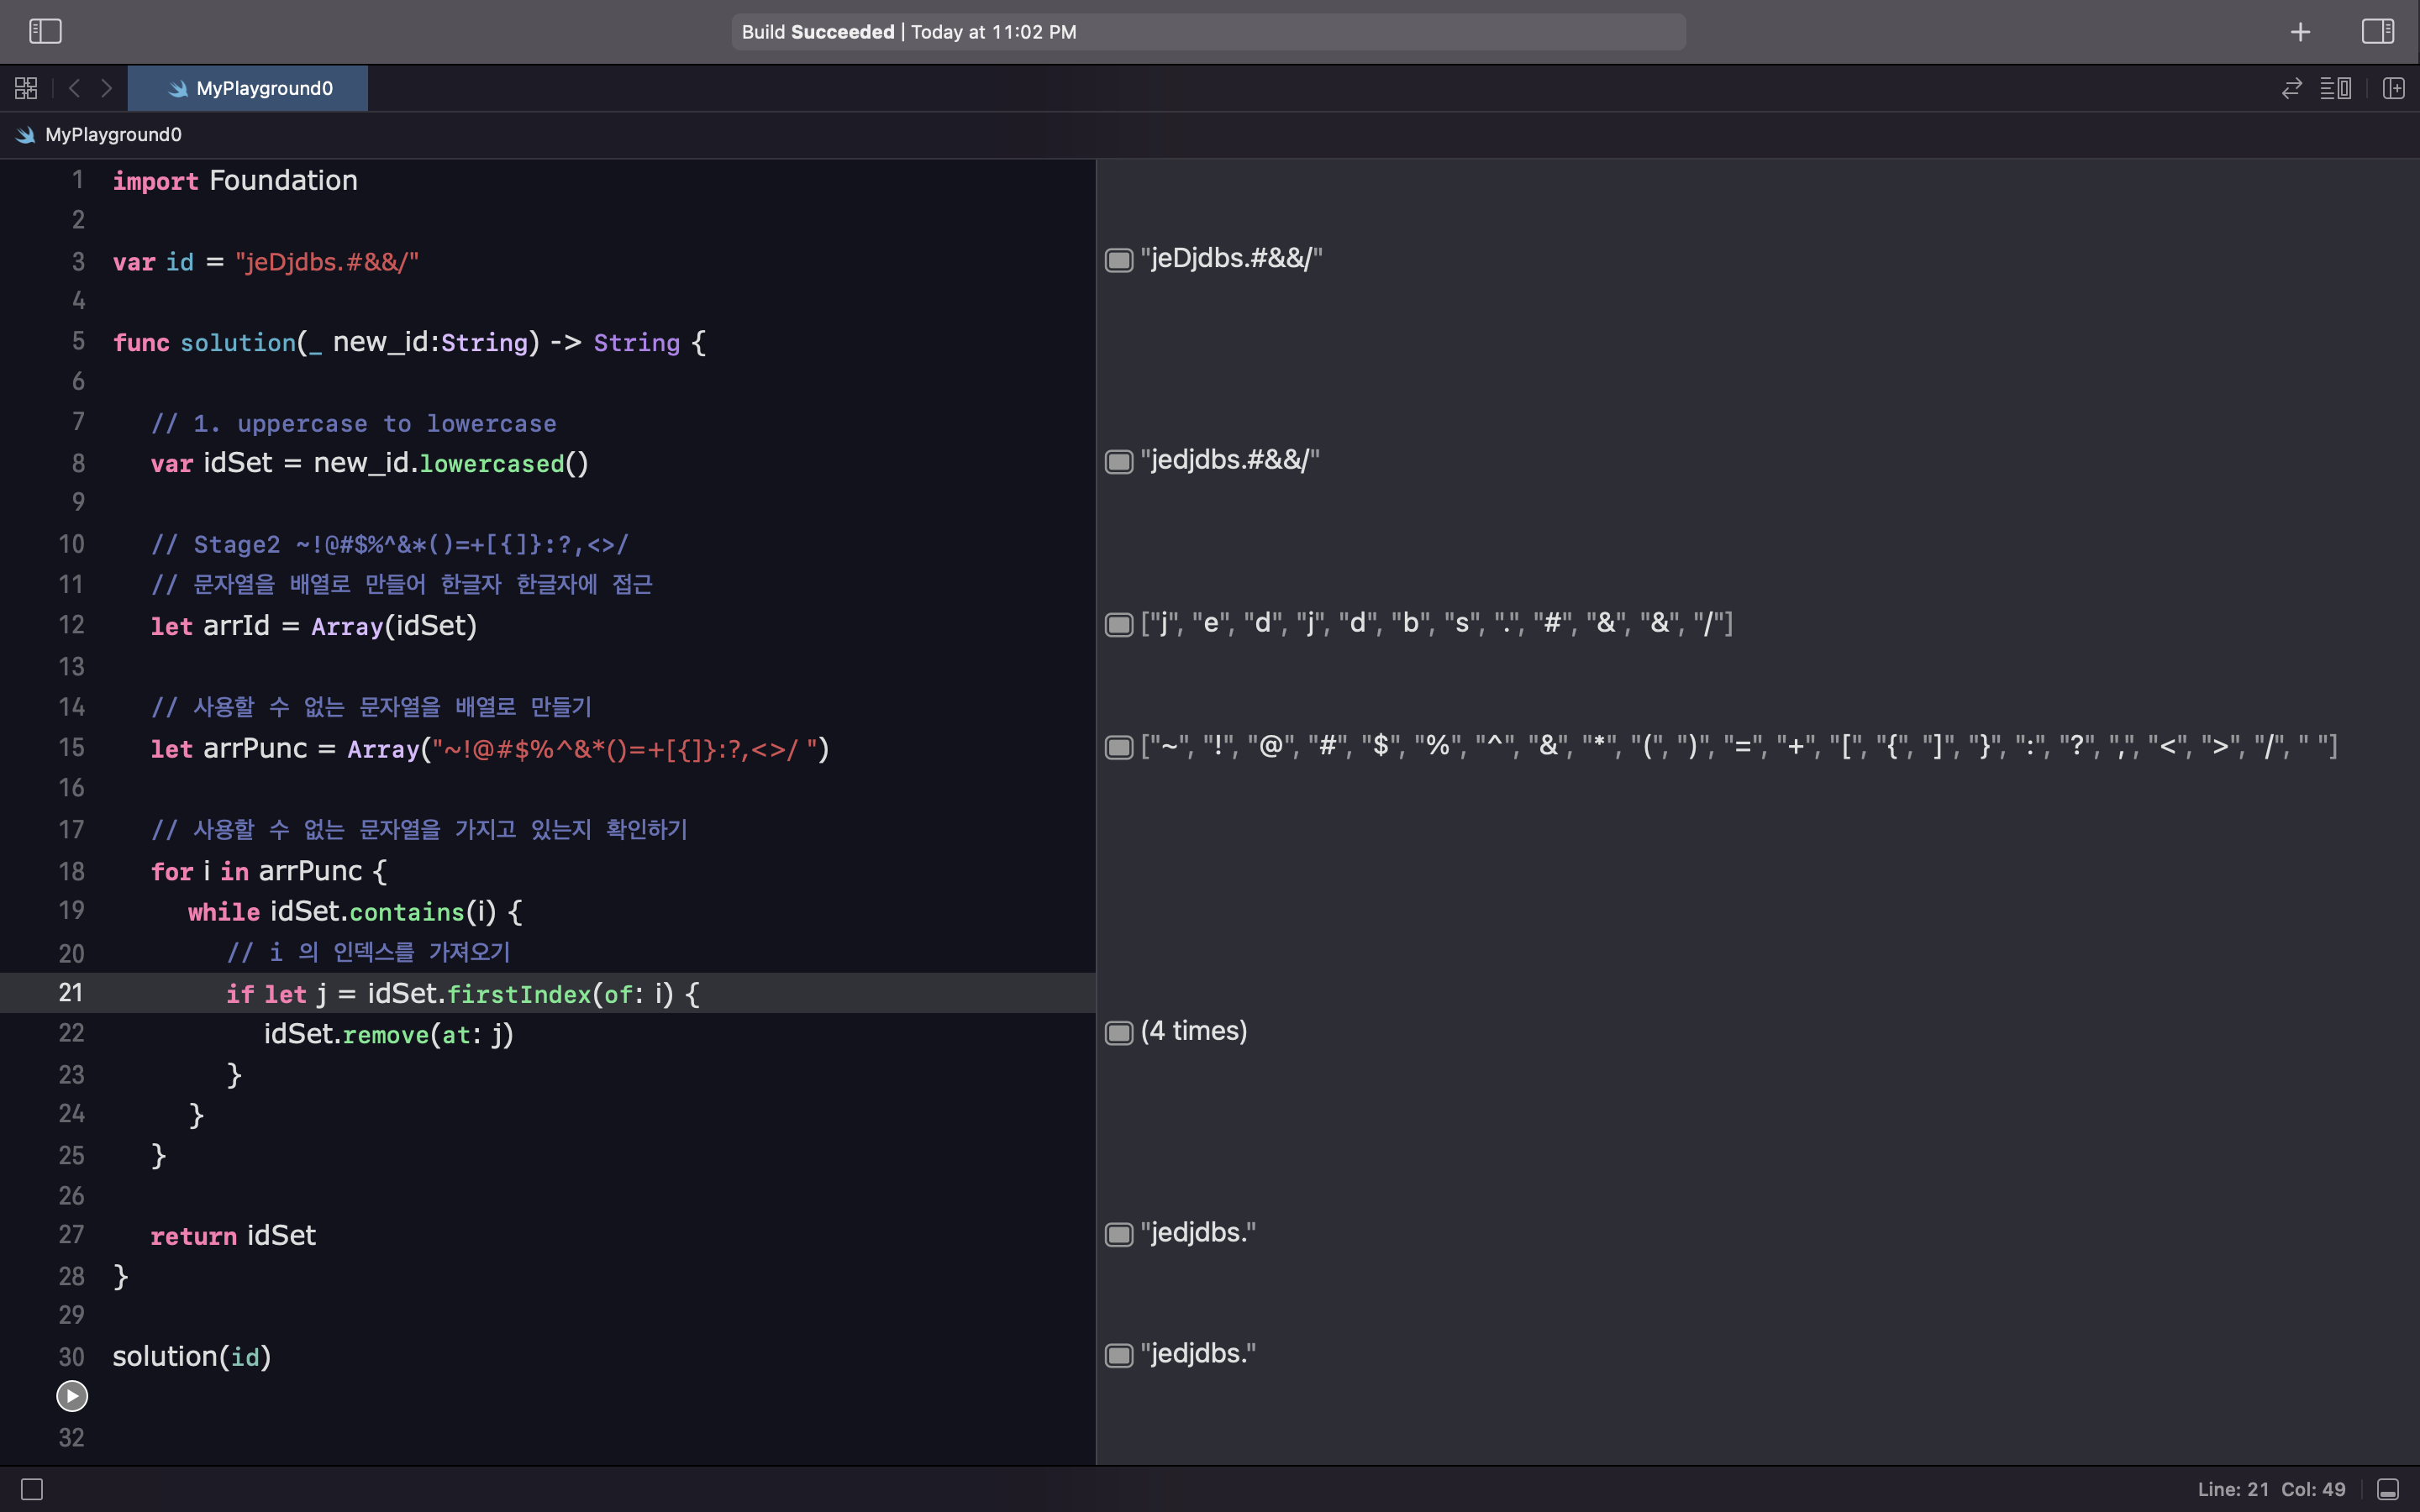 Build Succeeded | Today at 11:02 PM
MyPlayground0
MyPlayground0
1 import Foundation
2
3 var id = "jeDjdbs.#&&/"
"jeDjdbs.#&&/"
4
5 func solution(_ new_id:String) -> String {
6
7 // 1. uppercase to lowercase
8 var idSet = new_id.lowercased()
"jedjdbs.#&&/"
9
10 // Stage2 ~!@#$%^&*()=+[{]}:?,<>/
11 // 문자열을 배열로 만들어 한글자 한글자에 접근
12 let arrId = Array(idSet)
["j", "e", "d", "j", "d", "b", "s", ".", "#", "&", "&", "/"]
13
14 // 사용할 수 없는 문자열을 배열로 만들기
15 let arrPunc = Array("~!@#$%^&*()=+[{]}:?,<>/ ")
["~", "!", "@", "#", "$", "%", "^", "&", "*", "(", ")", "=", "+", "[", "{", "]", "}", ":", "?", ",", "<", ">", "/", " "]
16
17 // 사용할 수 없는 문자열을 가지고 있는지 확인하기
18 for i in arrPunc {
19 while idSet.contains(i) {
20 // i 의 인덱스를 가져오기
21 if let j = idSet.firstIndex(of: i) {
22 idSet.remove(at: j)
(4 times)
23 }
24 }
25 }
26
27 return idSet
"jedjdbs."
28 }
29
30 solution(id)
"jedjdbs."
32
Line: 21 Col: 49